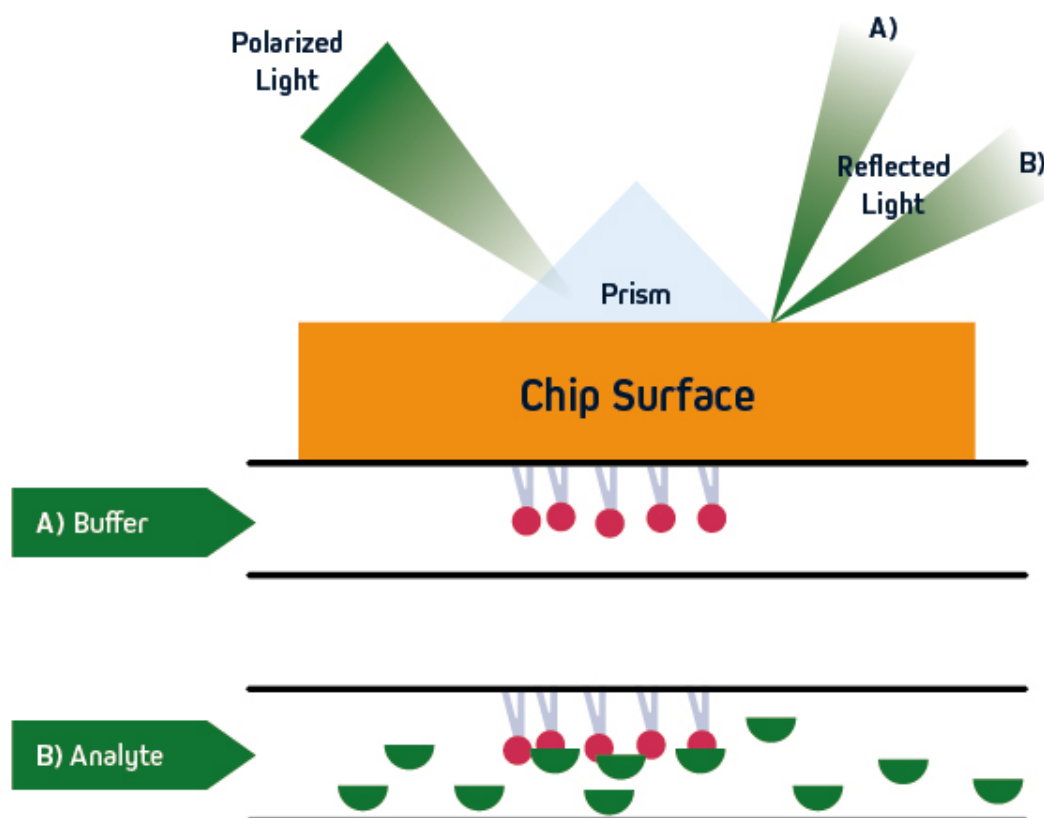 Polarized
Light
A)
Reflected
Light
B)
Prism
Chip Surface
A) Buffer
B) Analyte